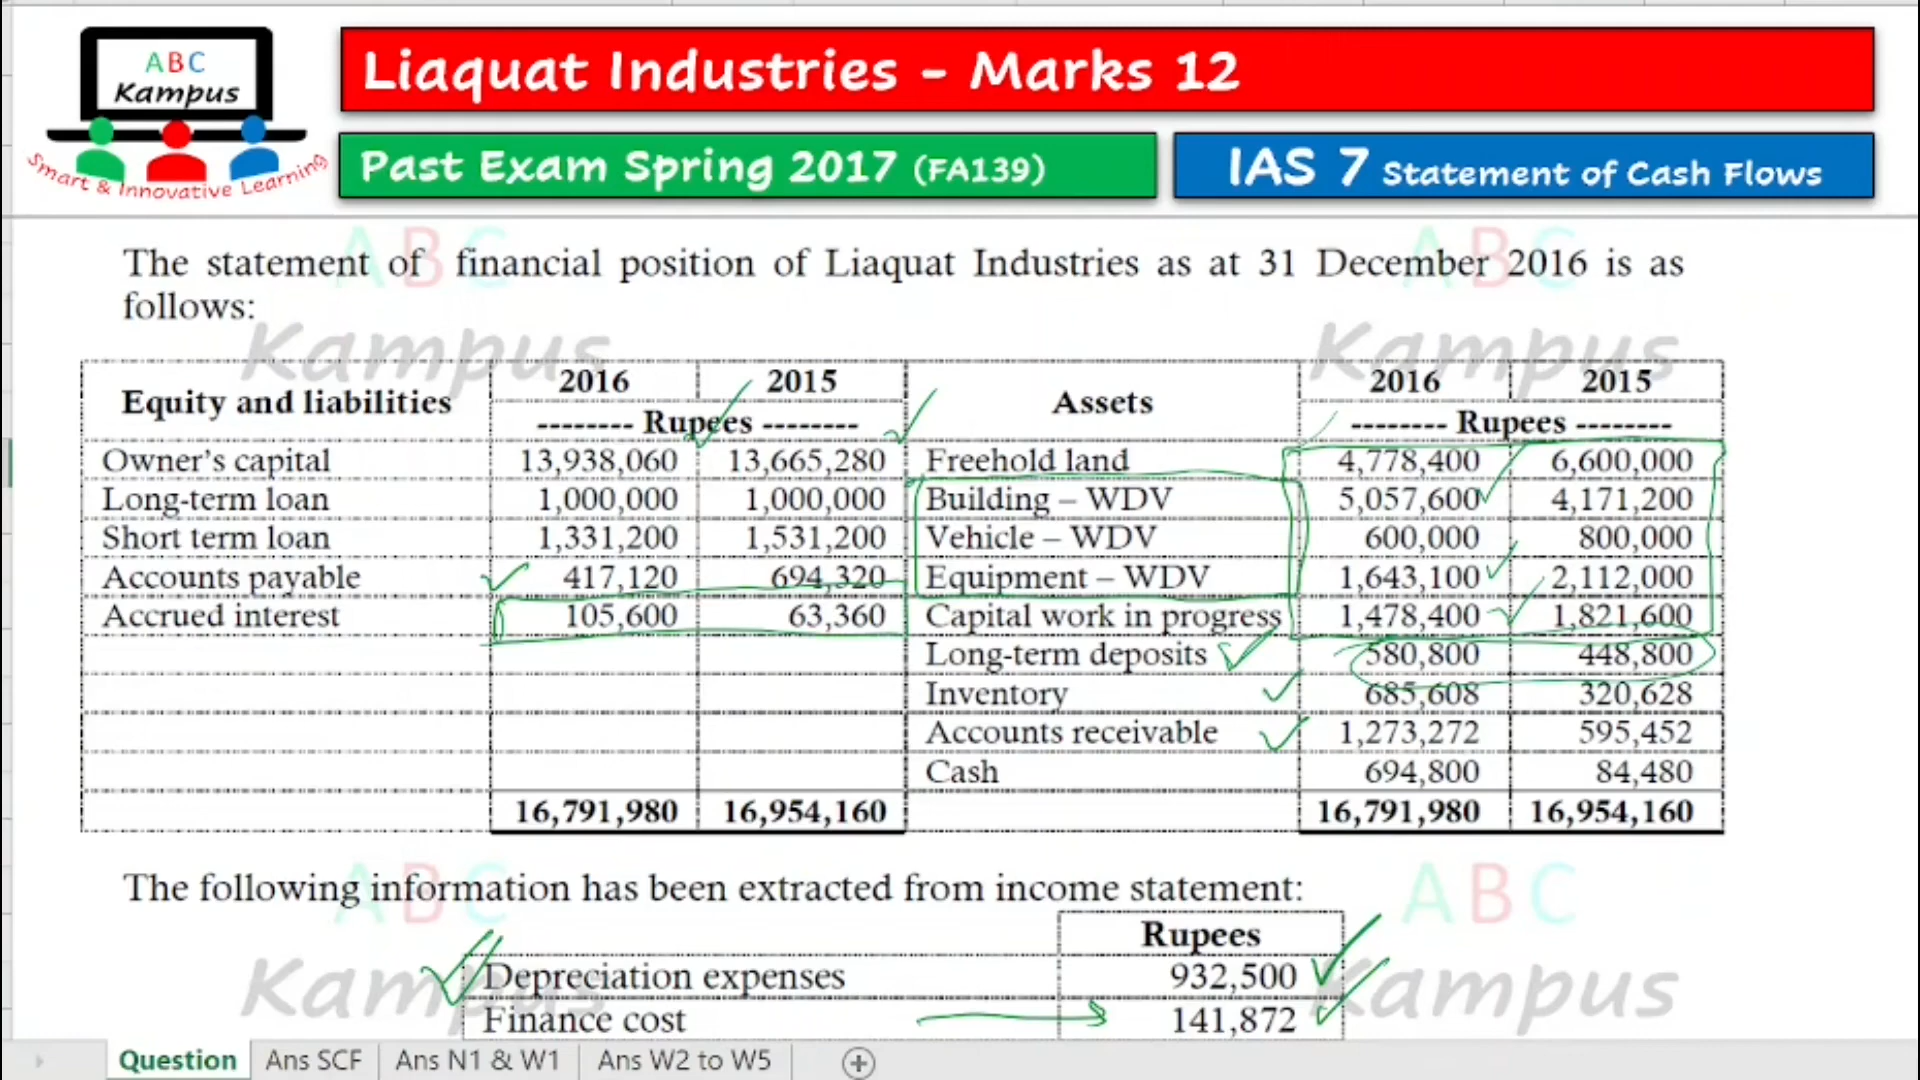 ABC
Kampus
Smart & Innovative Learning
Liaquat Industries - Marks 12
Past Exam Spring 2017 (FA139)
IAS 7 Statement of Cash Flows
ABC
Kampus
ABC
Kampus
The statement of financial position of Liaquat Industries as at 31 December 2016 is as
follows:
Equity and liabilities 2016 2015 Assets 2016 2015
-------- Rupees -------- -------- Rupees --------
Owner's capital 13,938,060 13,665,280 Freehold land 4,778,400 6,600,000
Long-term loan 1,000,000 1,000,000 Building – WDV 5,057,600 4,171,200
Short term loan 1,331,200 1,531,200 Vehicle – WDV 600,000 800,000
Accounts payable 417,120 694,320 Equipment – WDV 1,643,100 2,112,000
Accrued interest 105,600 63,360 Capital work in progress 1,478,400 1,821,600
Long-term deposits 580,800 448,800
Inventory 685,608 320,628
Accounts receivable 1,273,272 595,452
Cash 694,800 84,480
16,791,980 16,954,160 16,791,980 16,954,160
The following information has been extracted from income statement:
ABC
Kampus
ABC
Kampus
Rupees
Depreciation expenses 932,500
Finance cost 141,872
Question Ans SCF Ans N1 & W1 Ans W2 to W5